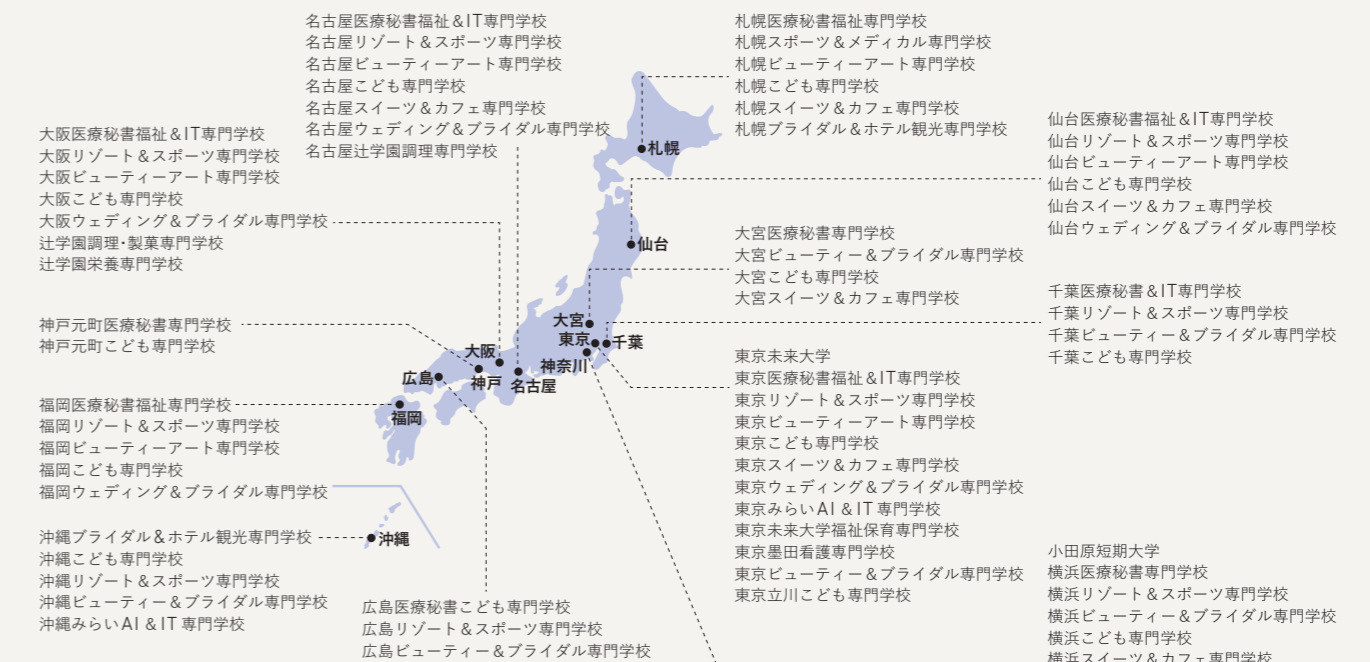 名古屋医療秘書福祉&IT専門学校
名古屋リゾート&スポーツ専門学校
名古屋ビューティーアート専門学校
名古屋こども専門学校
名古屋スイーツ&カフェ専門学校
名古屋ウェディング&ブライダル専門学校
名古屋辻学園調理専門学校
札幌医療秘書福祉専門学校
札幌スポーツ&メディカル専門学校
札幌ビューティーアート専門学校
札幌こども専門学校
札幌スイーツ&カフェ専門学校
札幌ブライダル&ホテル観光専門学校
仙台医療秘書福祉&IT専門学校
仙台リゾート&スポーツ専門学校
仙台ビューティーアート専門学校
仙台こども専門学校
仙台スイーツ&カフェ専門学校
仙台ウェディング&ブライダル専門学校
大阪医療秘書福祉&IT専門学校
大阪リゾート&スポーツ専門学校
大阪ビューティーアート専門学校
大阪こども専門学校
大阪ウェディング&ブライダル専門学校
辻学園調理・製菓専門学校
辻学園栄養専門学校
大宮医療秘書専門学校
大宮ビューティー&ブライダル専門学校
大宮こども専門学校
大宮スイーツ&カフェ専門学校
千葉医療秘書&IT専門学校
千葉リゾート&スポーツ専門学校
千葉ビューティー&ブライダル専門学校
千葉こども専門学校
神戸元町医療秘書専門学校
神戸元町こども専門学校
札幌
仙台
大宮
東京
千葉
神奈川
大阪
神戸
名古屋
広島
福岡
沖縄
東京未来大学
東京医療秘書福祉&IT専門学校
東京リゾート&スポーツ専門学校
東京ビューティーアート専門学校
東京こども専門学校
東京スイーツ&カフェ専門学校
東京ウェディング&ブライダル専門学校
東京みらいAI&IT専門学校
東京未来大学福祉保育専門学校
東京墨田看護専門学校
東京ビューティー&ブライダル専門学校
東京立川こども専門学校
福岡医療秘書福祉専門学校
福岡リゾート&スポーツ専門学校
福岡ビューティーアート専門学校
福岡こども専門学校
福岡ウェディング&ブライダル専門学校
沖縄ブライダル&ホテル観光専門学校
沖縄こども専門学校
沖縄リゾート&スポーツ専門学校
沖縄ビューティー&ブライダル専門学校
沖縄みらいAI&IT専門学校
広島医療秘書こども専門学校
広島リゾート&スポーツ専門学校
広島ビューティー&ブライダル専門学校
小田原短期大学
横浜医療秘書専門学校
横浜リゾート&スポーツ専門学校
横浜ビューティー&ブライダル専門学校
横浜こども専門学校
横浜スイーツ&カフェ専門学校